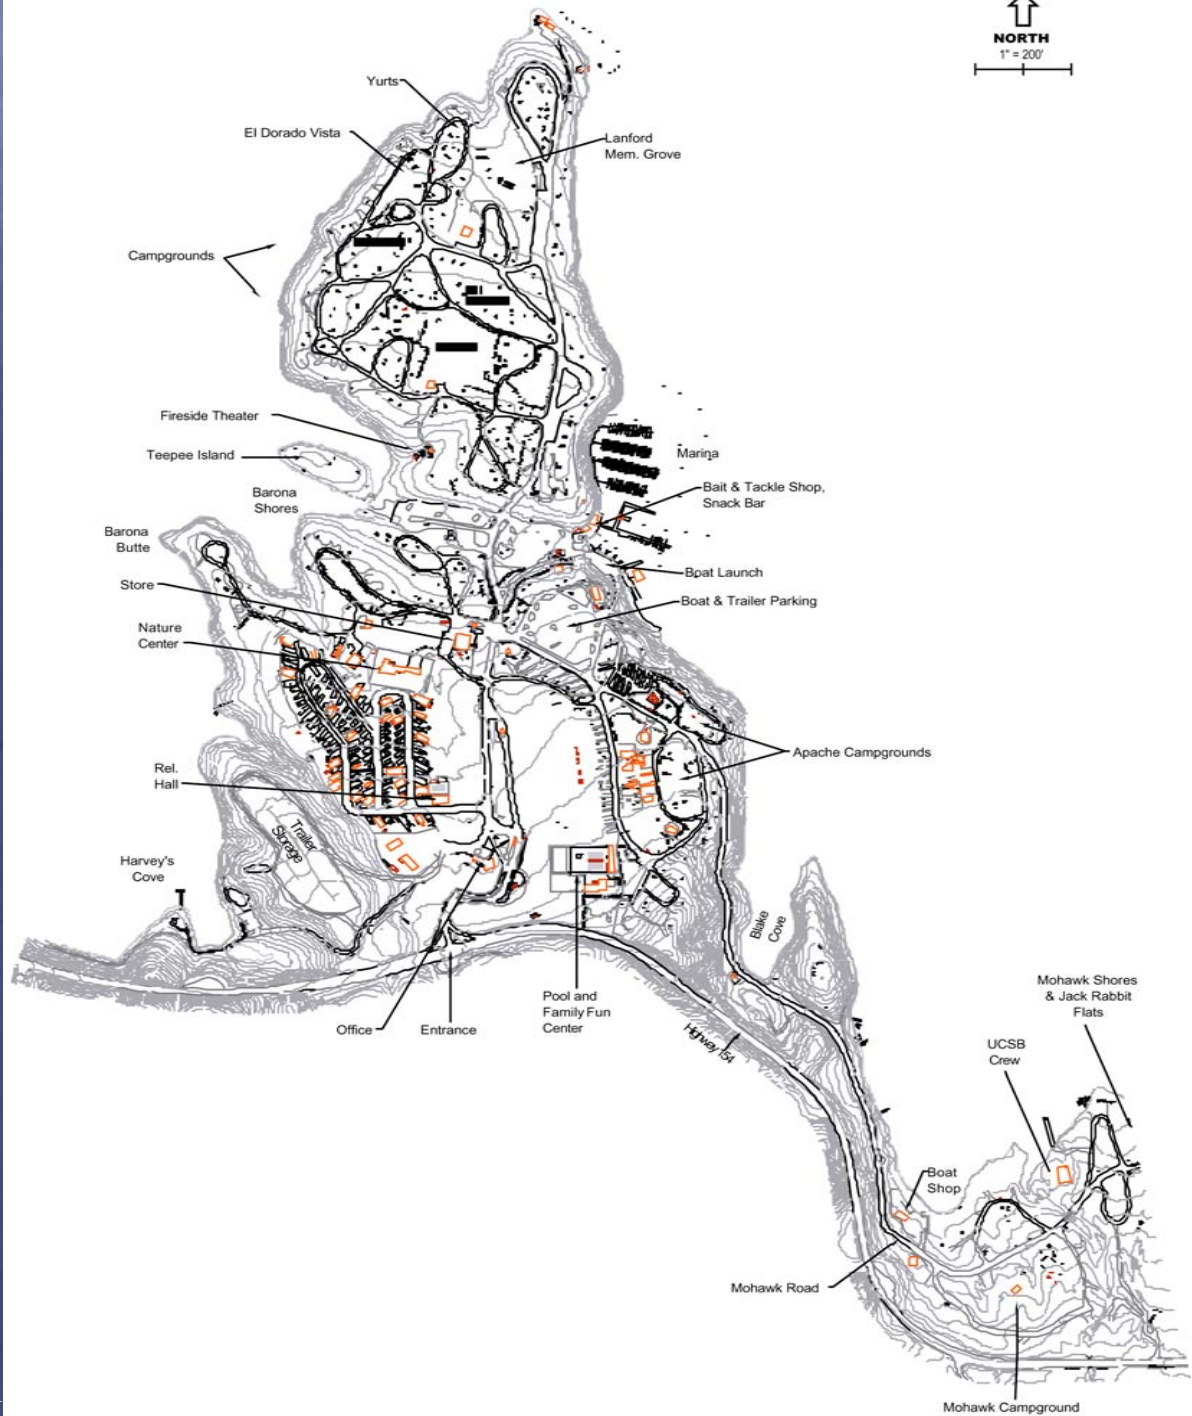 NORTH
1" = 200'
Yurts
El Dorado Vista
Lanford
Mem. Grove
Campgrounds
Fireside Theater
Teepee Island
Marina
Barona
Shores
Bait & Tackle Shop,
Snack Bar
Barona
Butte
Store
Boat Launch
Boat & Trailer Parking
Nature
Center
Apache Campgrounds
Rel.
Hall
Trailer
Storage
Harvey's
Cove
Blake
Cove
Office
Entrance
Pool and
Family Fun
Center
Highway 154
Mohawk Shores
& Jack Rabbit
Flats
UCSB
Crew
Boat
Shop
Mohawk Road
Mohawk Campground